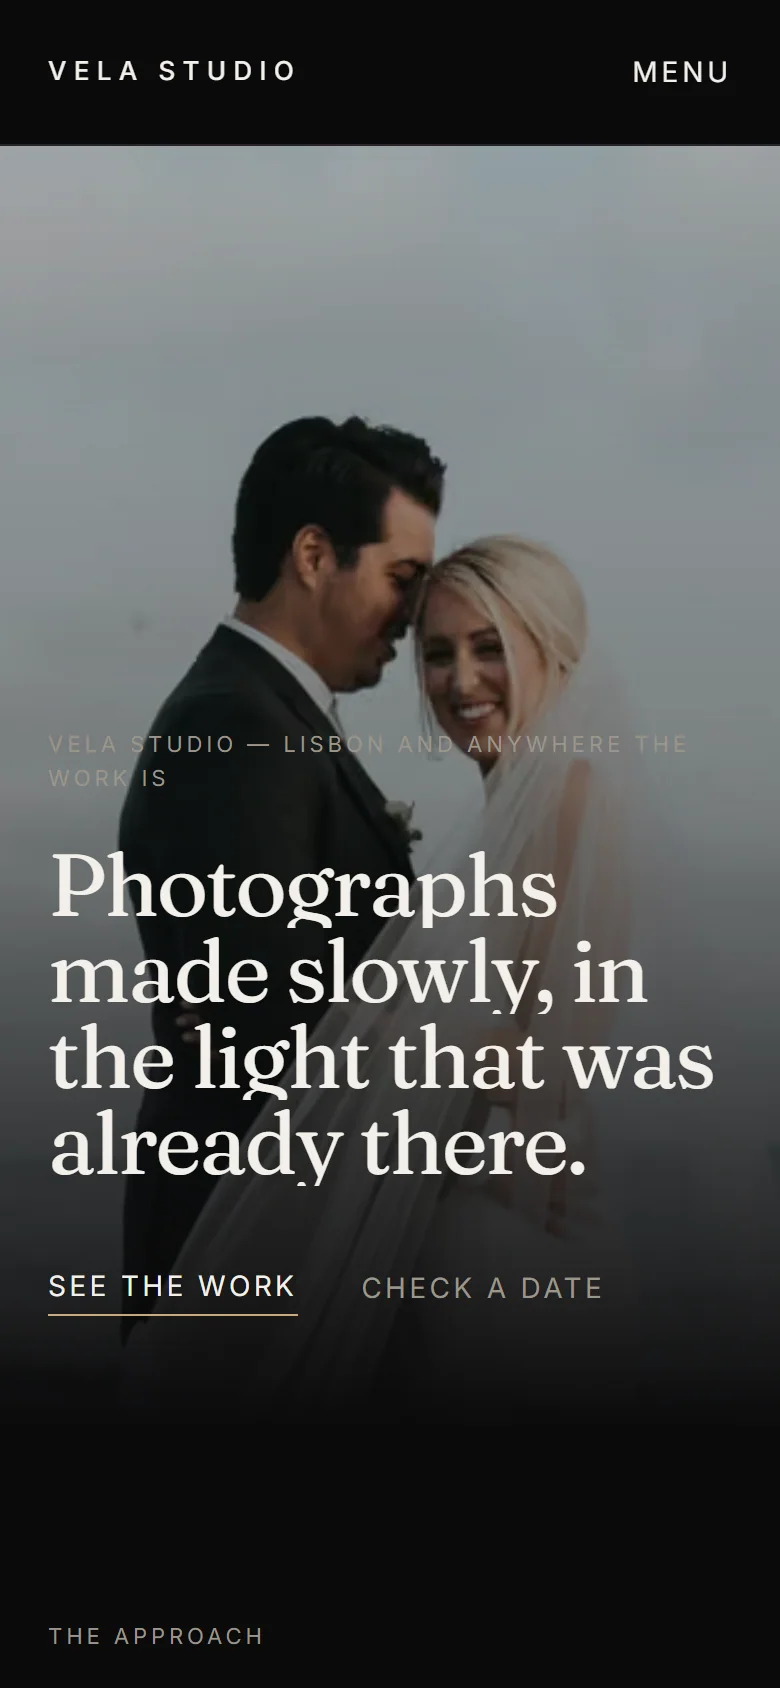 VELA STUDIO
MENU
VELA STUDIO — LISBON AND ANYWHERE THE
WORK IS
Photographs
made slowly, in
the light that was
already there.
SEE THE WORK
CHECK A DATE
THE APPROACH